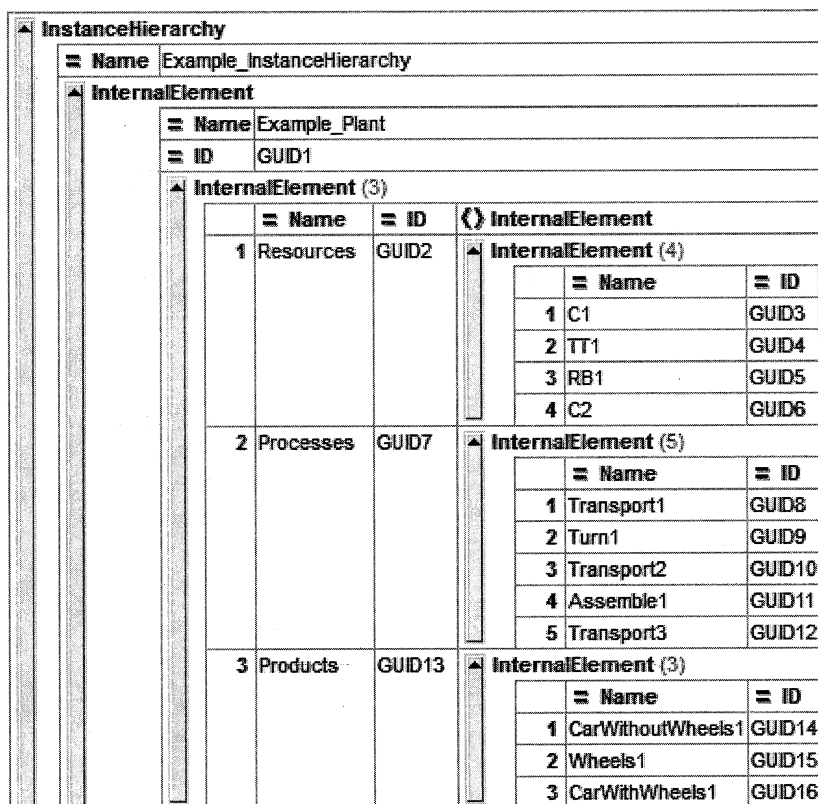 InstanceHierarchy
= Name Example_InstanceHierarchy
InternalElement
= Name Example_Plant
= ID GUID1
InternalElement (3)
= Name = ID <> InternalElement
1 Resources GUID2 InternalElement (4)
= Name = ID
1 C1 GUID3
2 TT1 GUID4
3 RB1 GUID5
4 C2 GUID6
2 Processes GUID7 InternalElement (5)
= Name = ID
1 Transport1 GUID8
2 Turn1 GUID9
3 Transport2 GUID10
4 Assemble1 GUID11
5 Transport3 GUID12
3 Products GUID13 InternalElement (3)
= Name = ID
1 CarWithoutWheels1 GUID14
2 Wheels1 GUID15
3 CarWithWheels1 GUID16